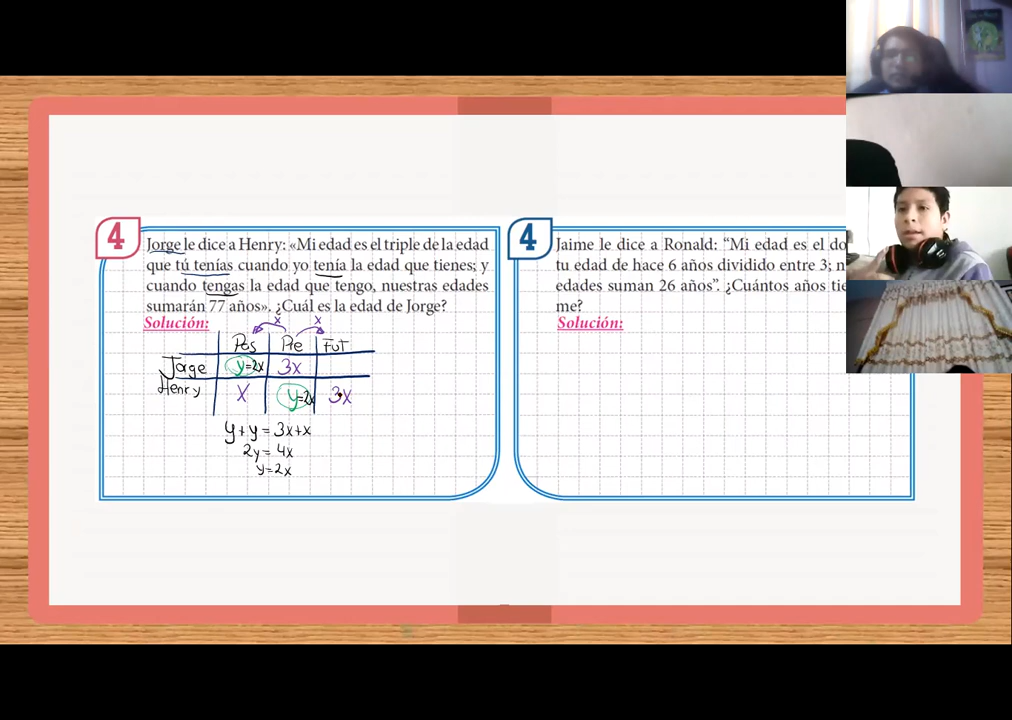 4
Jorge le dice a Henry: «Mi edad es el triple de la edad
que tú tenías cuando yo tenía la edad que tienes; y
cuando tengas la edad que tengo, nuestras edades
sumarán 77 años». ¿Cuál es la edad de Jorge?
Solución:
x x
Pas Pre FUT
Jorge y=2x 3x
Henry x y=2x 3x
y+y = 3x+x
2y = 4x
y=2x
4
Jaime le dice a Ronald: “Mi edad es el do
tu edad de hace 6 años dividido entre 3; n
edades suman 26 años”. ¿Cuántos años tie
me?
Solución: